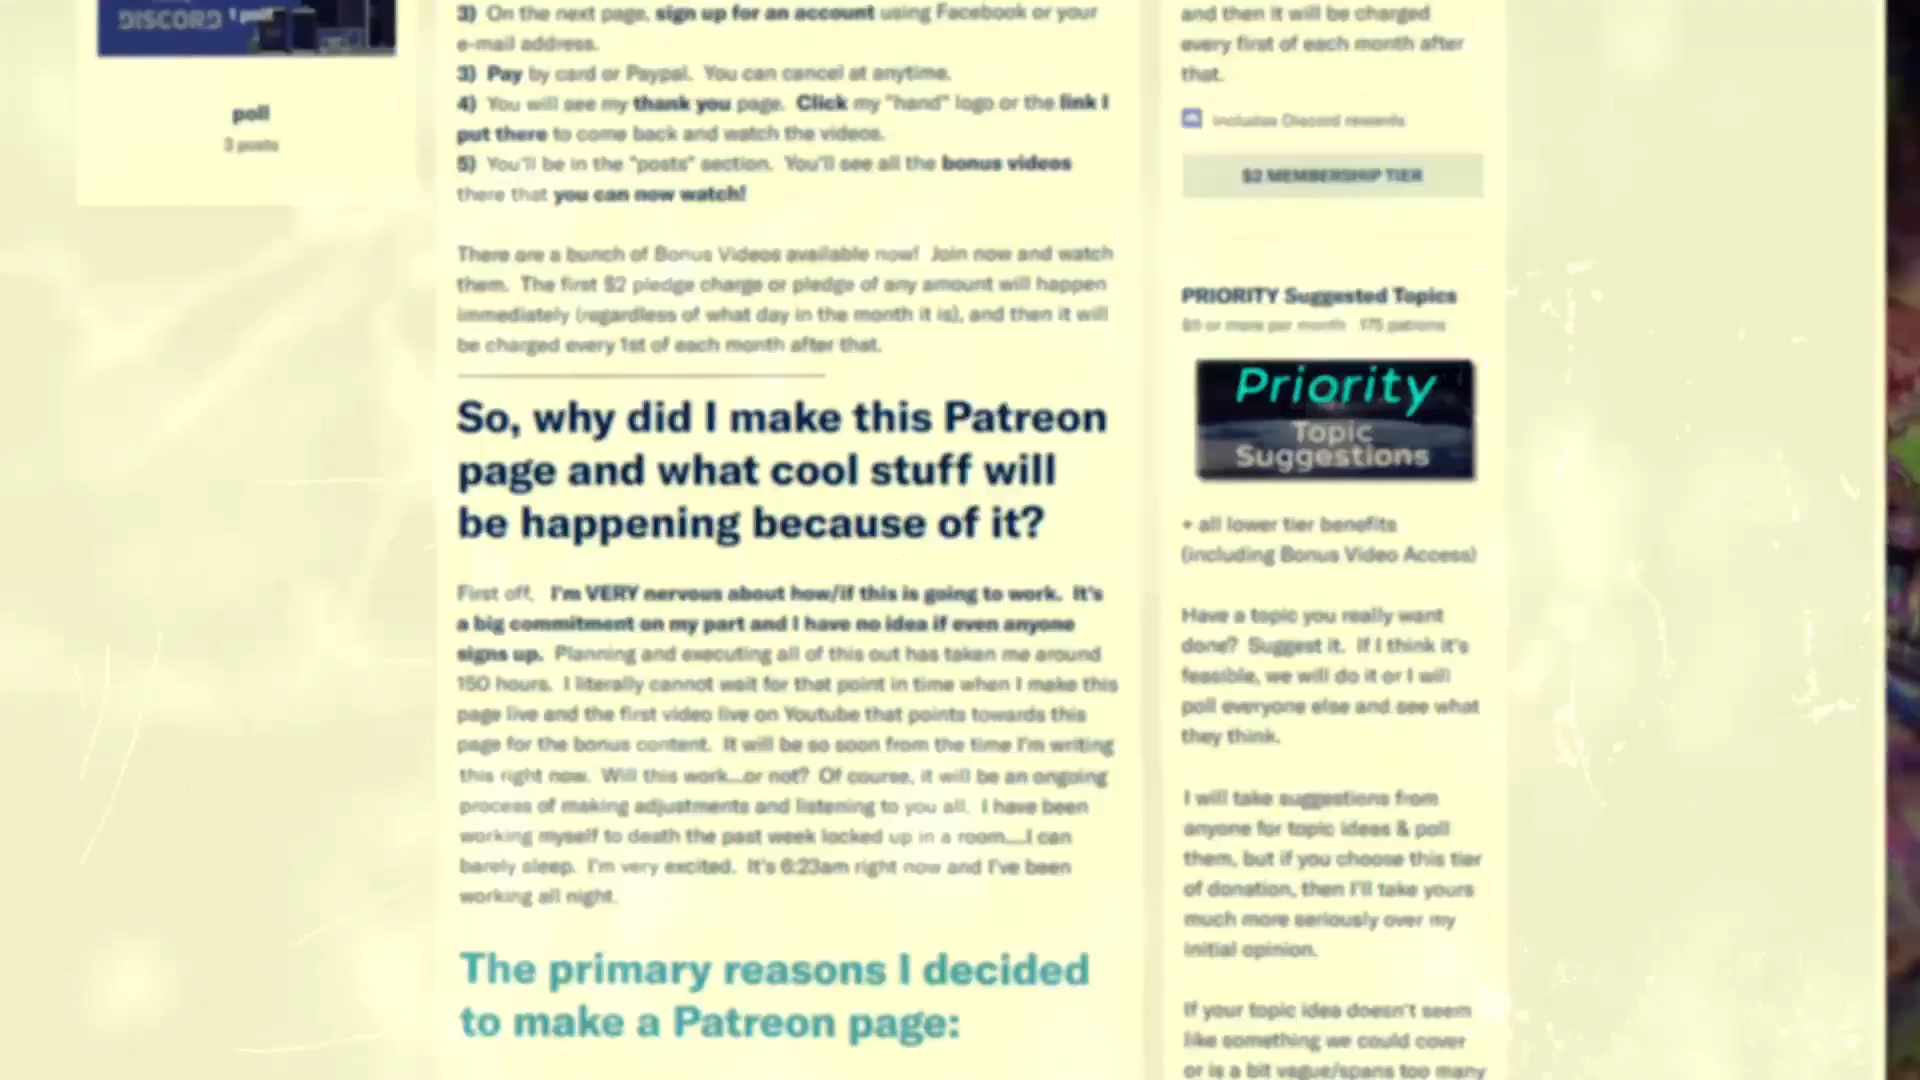 DISCORD 1 poll
poll
3 posts
3) On the next page, sign up for an account using Facebook or your
e-mail address.
3) Pay by card or Paypal. You can cancel at anytime.
4) You will see my thank you page. Click my "hand" logo or the link I
put there to come back and watch the videos.
5) You'll be in the "posts" section. You'll see all the bonus videos
there that you can now watch!
There are a bunch of Bonus Videos available now! Join now and watch
them. The first $2 pledge charge or pledge of any amount will happen
immediately (regardless of what day in the month it is), and then it will
be charged every 1st of each month after that.
So, why did I make this Patreon
page and what cool stuff will
be happening because of it?
First off, I'm VERY nervous about how/if this is going to work. It's
a big commitment on my part and I have no idea if even anyone
signs up. Planning and executing all of this out has taken me around
150 hours. I literally cannot wait for that point in time when I make this
page live and the first video live on Youtube that points towards this
page for the bonus content. It will be so soon from the time I'm writing
this right now. Will this work...or not? Of course, it will be an ongoing
process of making adjustments and listening to you all. I have been
working myself to death the past week locked up in a room....I can
barely sleep. I'm very excited. It's 6:23am right now and I've been
working all night.
The primary reasons I decided
to make a Patreon page:
and then it will be charged
every first of each month after
that.
Includes Discord rewards
$2 MEMBERSHIP TIER
PRIORITY Suggested Topics
or more per month 175 patrons
Priority
Topic
Suggestions
+ all lower tier benefits
(including Bonus Video Access)
Have a topic you really want
done? Suggest it. If I think it's
feasible, we will do it or I will
poll everyone else and see what
they think.
I will take suggestions from
anyone for topic ideas & poll
them, but if you choose this tier
of donation, then I'll take yours
much more seriously over my
initial opinion.
If your topic idea doesn't seem
like something we could cover
or is a bit vague/spans too many